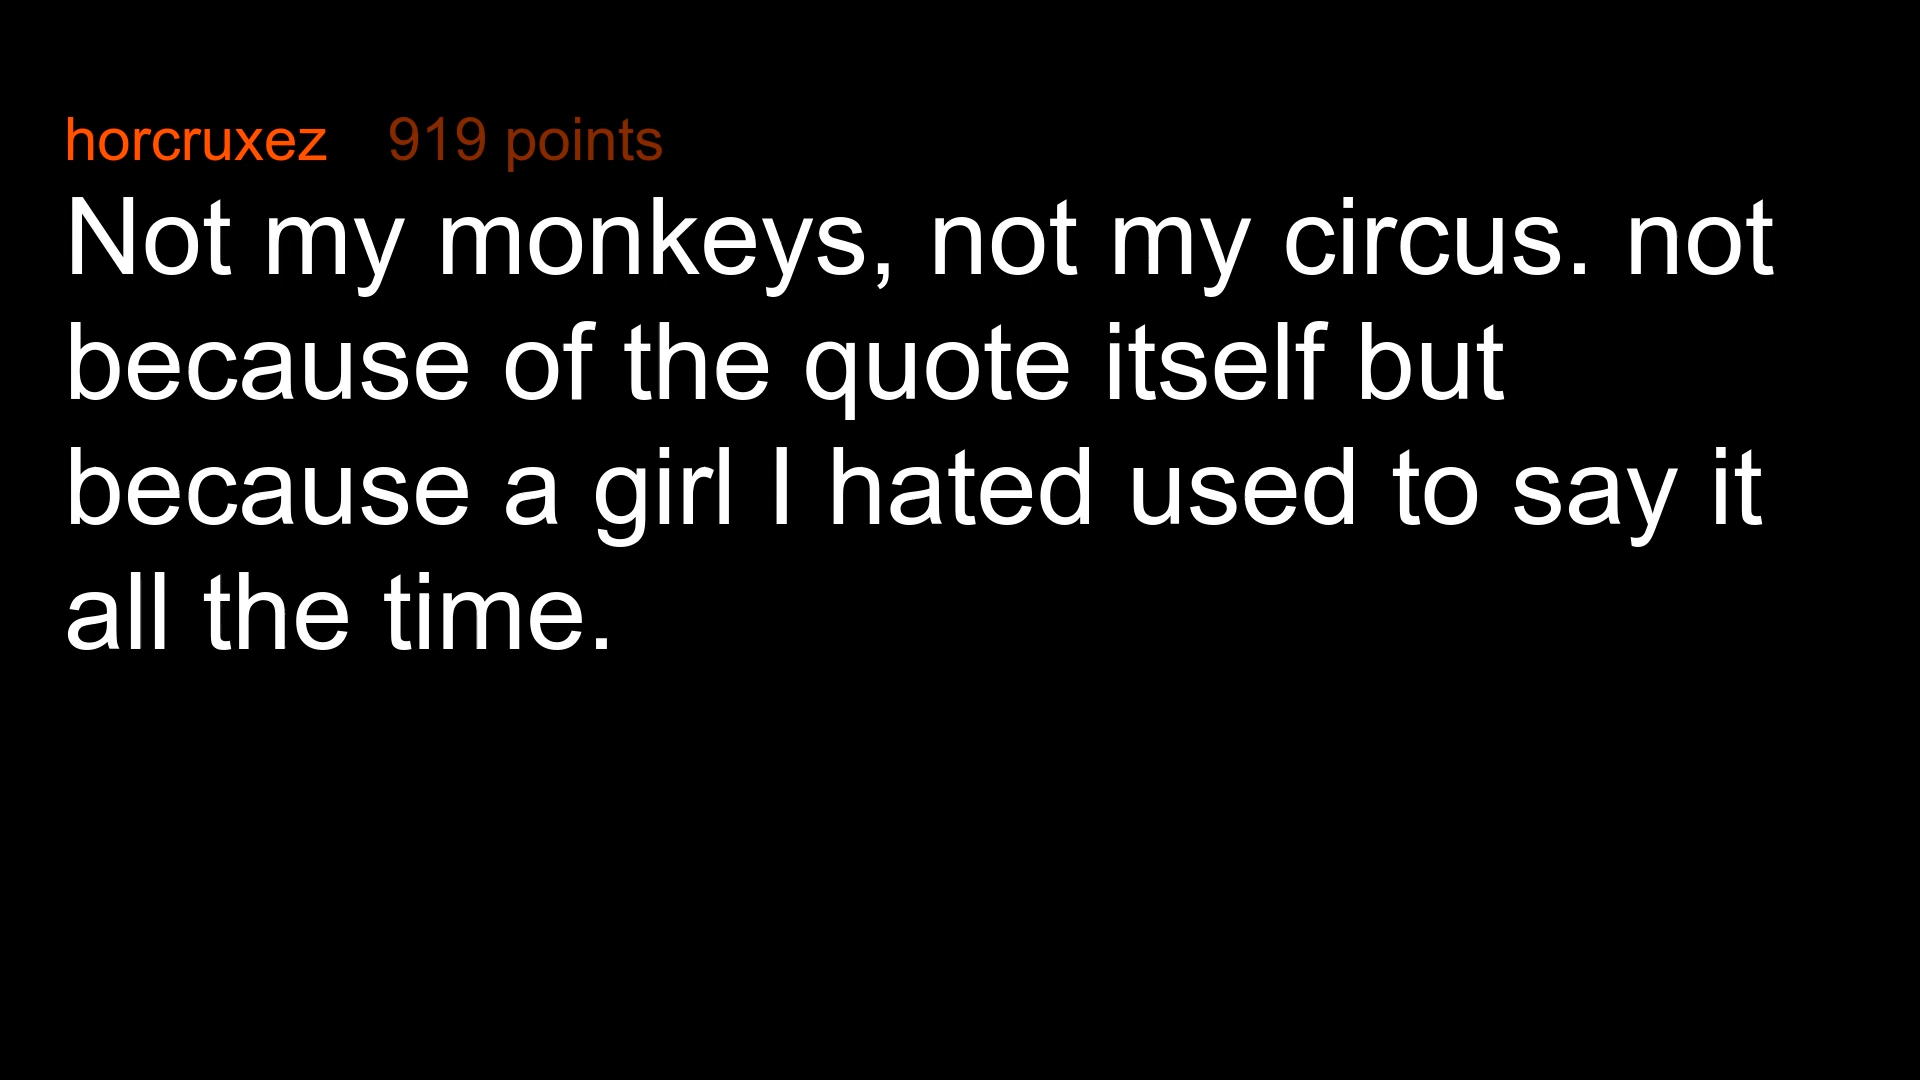 horcruxez 919 points
Not my monkeys, not my circus. not
because of the quote itself but
because a girl I hated used to say it
all the time.